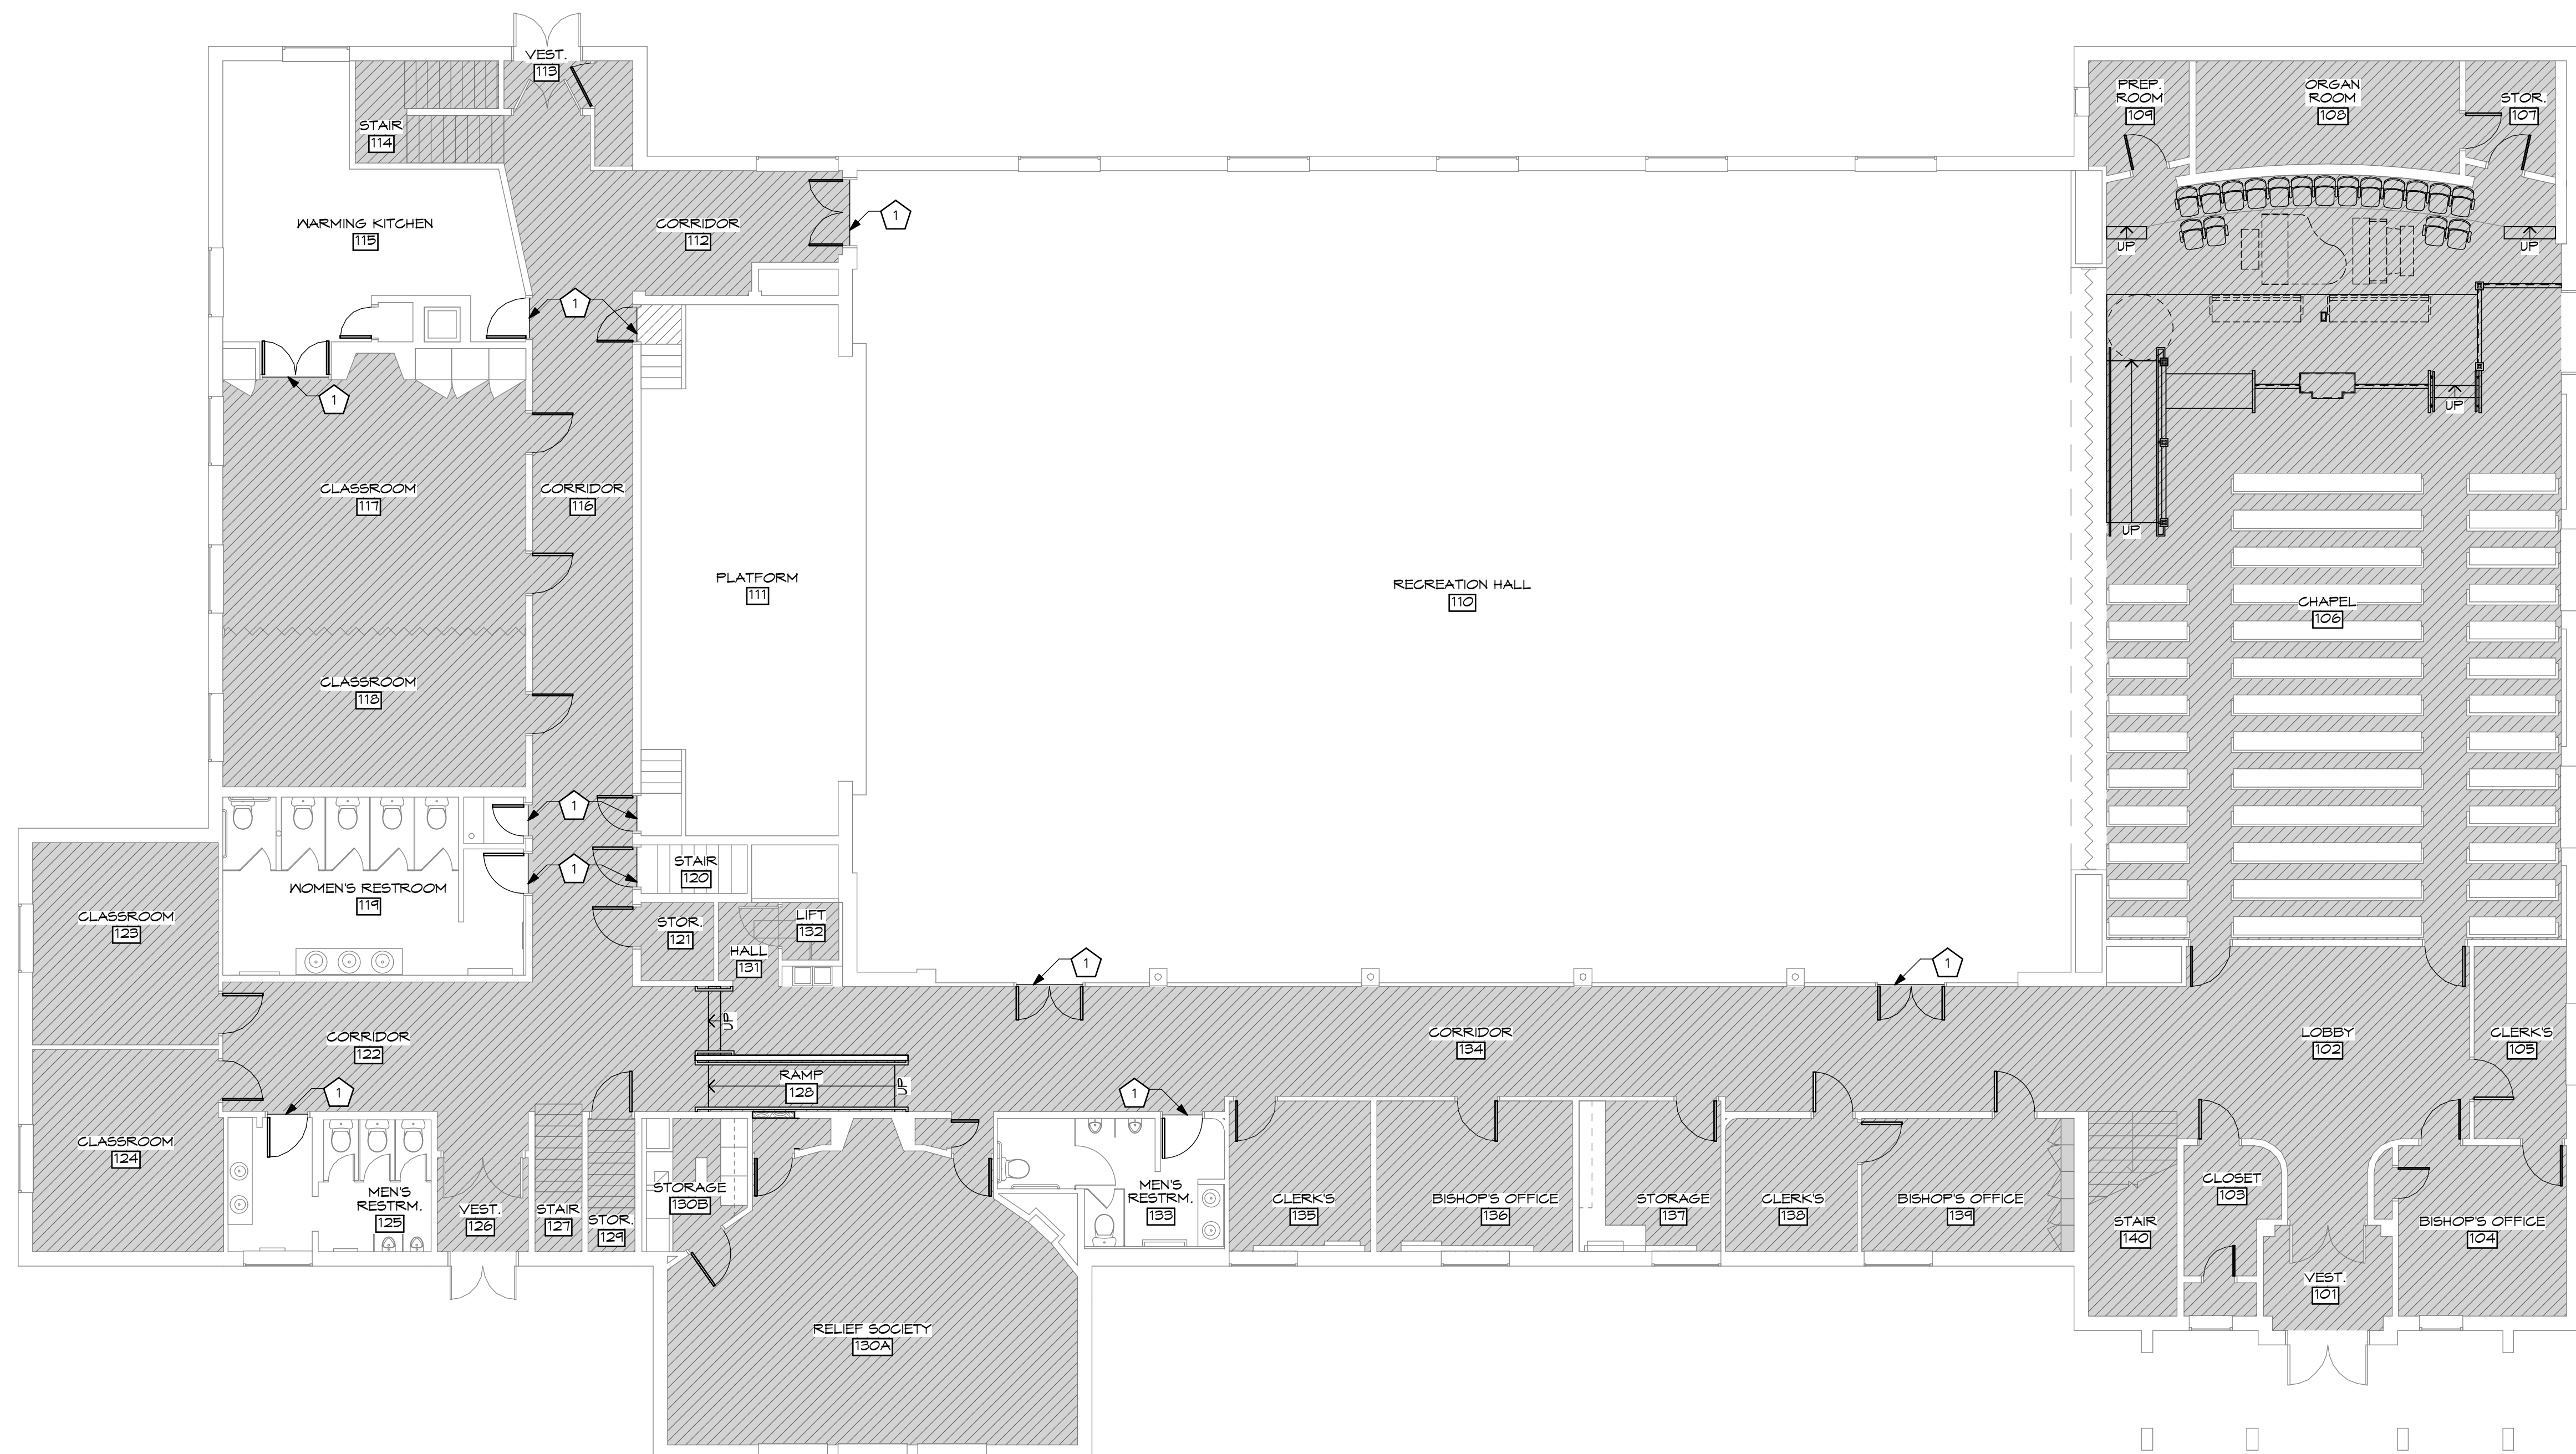 VEST.
113
STAIR
114
WARMING KITCHEN
115
CORRIDOR
112
1
1
1
PREP.
ROOM
109
ORGAN
ROOM
108
STOR.
107
UP
UP
UP
UP
CLASSROOM
117
CORRIDOR
116
CLASSROOM
118
PLATFORM
111
RECREATION HALL
110
CHAPEL
106
1
1
WOMEN'S RESTROOM
119
STAIR
120
STOR.
121
HALL
131
LIFT
132
CLASSROOM
123
CLASSROOM
124
1
1
CORRIDOR
122
UP
RAMP
128
UP
CORRIDOR
134
LOBBY
102
CLERK'S
105
1
1
MEN'S
RESTRM.
125
VEST.
126
STAIR
127
STOR.
129
STORAGE
130B
MEN'S
RESTRM.
133
CLERK'S
135
BISHOP'S OFFICE
136
STORAGE
137
CLERK'S
138
BISHOP'S OFFICE
139
STAIR
140
CLOSET
103
BISHOP'S OFFICE
104
VEST.
101
RELIEF SOCIETY
130A